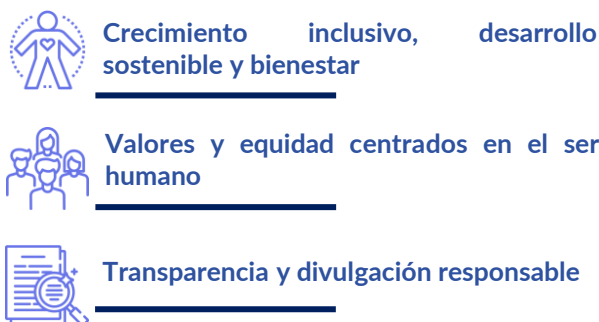 Crecimiento inclusivo, desarrollo
sostenible y bienestar
Valores y equidad centrados en el ser
humano
Transparencia y divulgación responsable